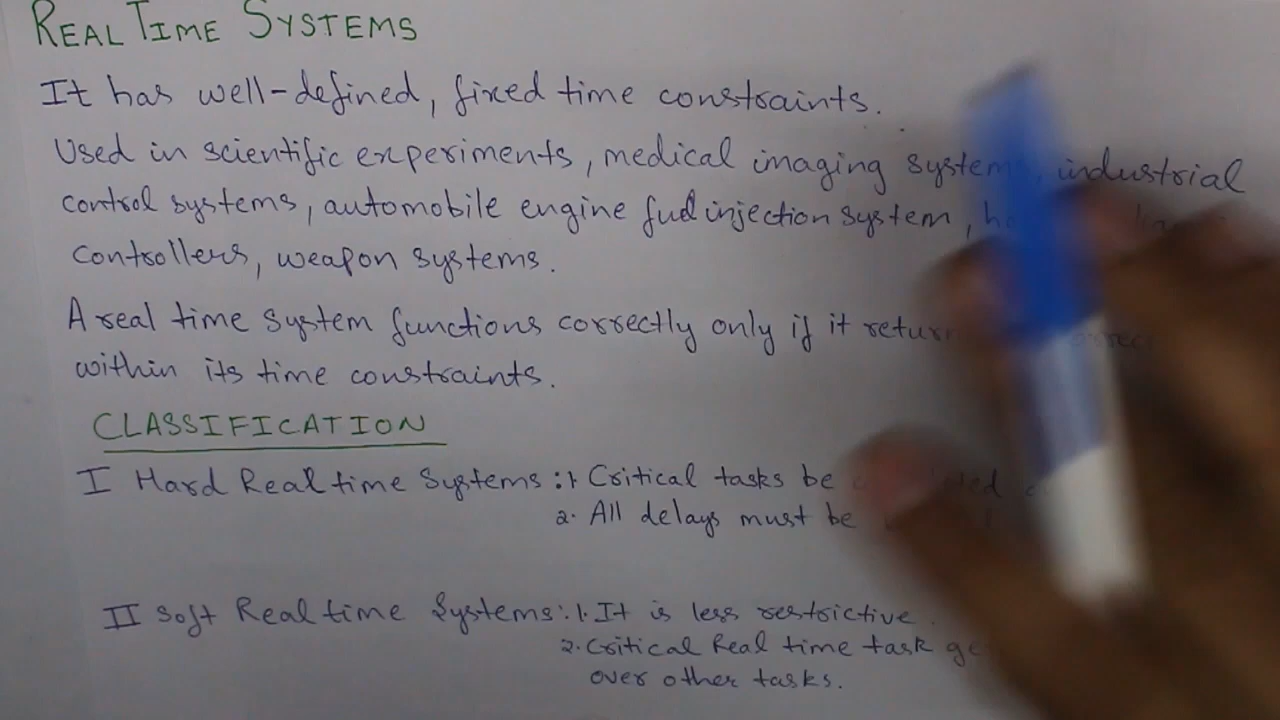 REAL TIME SYSTEMS
It has well-defined, fixed time constraints.
Used in scientific experiments, medical imaging system, industrial
control systems, automobile engine fuel injection system,
controllers, weapon systems.
A real time system functions correctly only if it
within its time constraints.
CLASSIFICATION
I Hard Real time Systems : 1. Critical tasks be
2. All delays must be
II Soft Real time Systems: 1. It is less restrictive.
2. Critical Real time task
over other tasks.